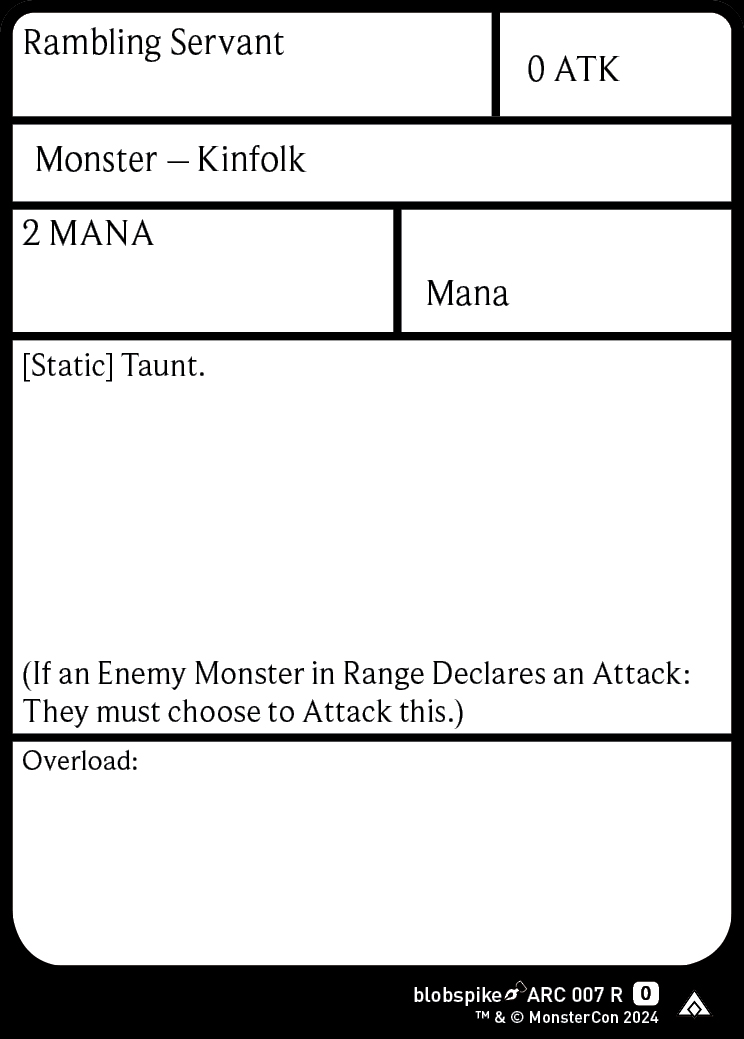 Rambling Servant
0 ATK
Monster – Kinfolk
2 MANA
Mana
[Static] Taunt.
(If an Enemy Monster in Range Declares an Attack:
They must choose to Attack this.)
Overload:
blobspike ARC 007 R 0
™ & © MonsterCon 2024